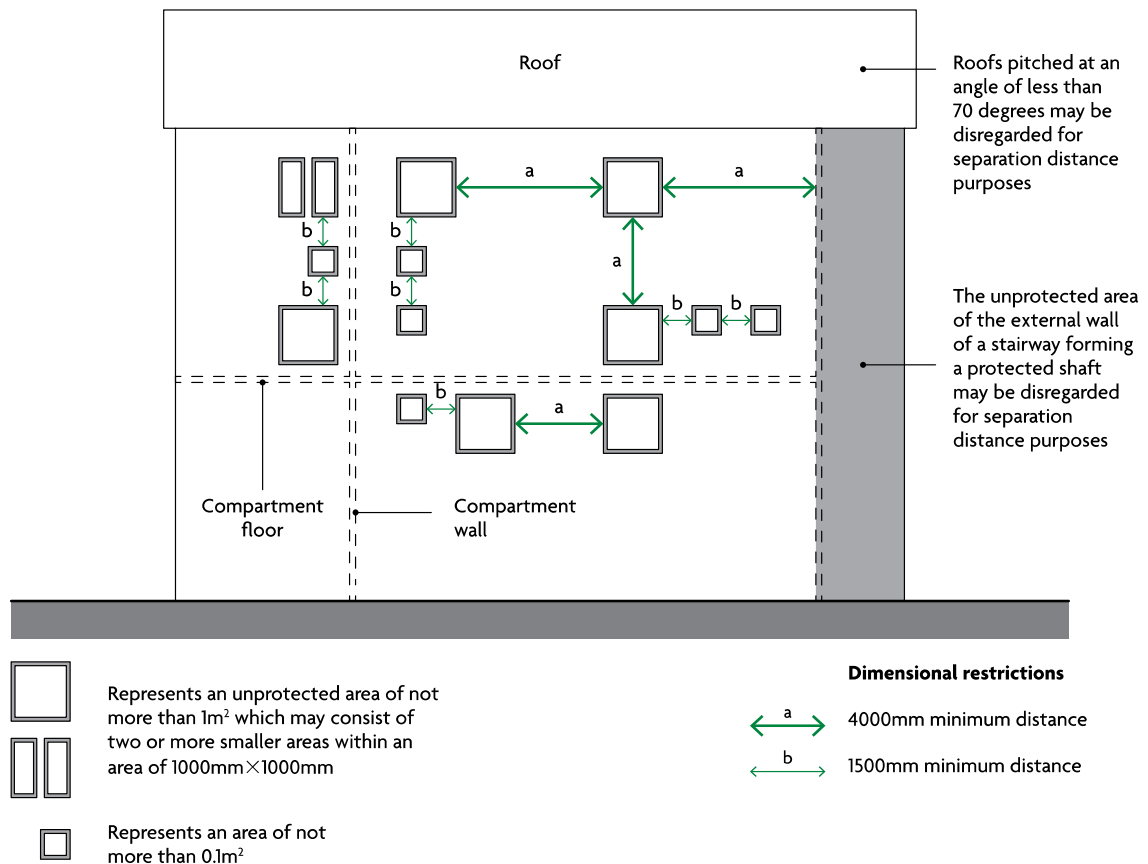 Roof
Roofs pitched at an
angle of less than
70 degrees may be
disregarded for
separation distance
purposes
a
a
b
b
a
b
b
b
b
The unprotected area
of the external wall
of a stairway forming
a protected shaft
may be disregarded
for separation
distance purposes
b
a
Compartment
floor
Compartment
wall
Represents an unprotected area of not
more than 1m² which may consist of
two or more smaller areas within an
area of 1000mm×1000mm
Represents an area of not
more than 0.1m²
Dimensional restrictions
a
4000mm minimum distance
b
1500mm minimum distance